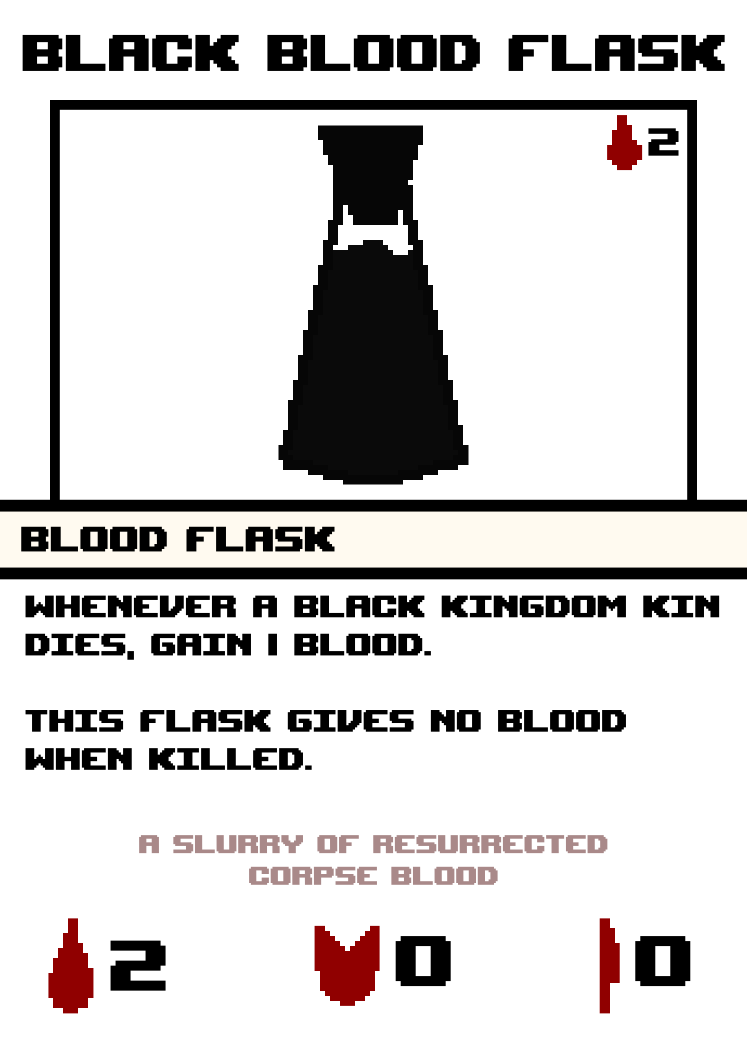 BLACK BLOOD FLASK
2
BLOOD FLASK
WHENEVER A BLACK KINGDOM KIN
DIES, GAIN 1 BLOOD.
THIS FLASK GIVES NO BLOOD
WHEN KILLED.
A SLURRY OF RESURRECTED
CORPSE BLOOD
2 0 0